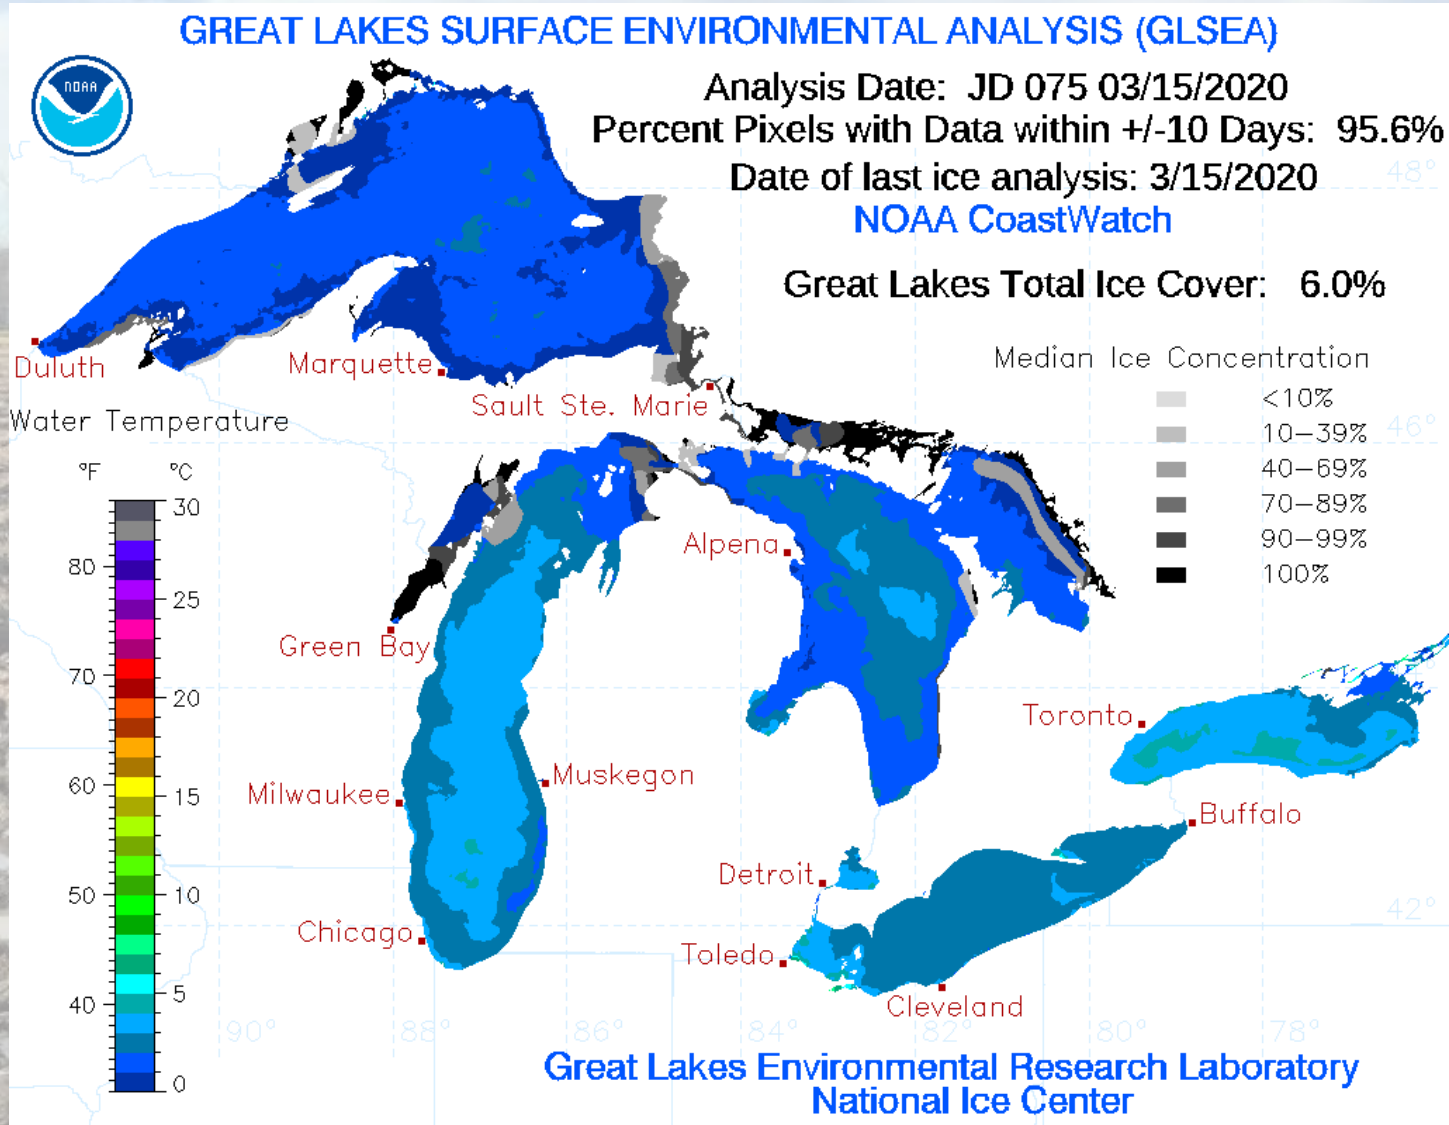 GREAT LAKES SURFACE ENVIRONMENTAL ANALYSIS (GLSEA)
NOAA
Analysis Date: JD 075 03/15/2020
Percent Pixels with Data within +/-10 Days: 95.6%
Date of last ice analysis: 3/15/2020
NOAA CoastWatch
48°
Great Lakes Total Ice Cover: 6.0%
Duluth
Marquette
Sault Ste. Marie
Median Ice Concentration
<10%
10-39%
46°
40-69%
70-89%
90-99%
100%
Water Temperature
°F °C
30
80
25
70
20
60
15
50
10
40
5
0
Alpena
Green Bay
Toronto
Muskegon
Milwaukee
Buffalo
Detroit
42°
Chicago
Toledo
Cleveland
90° 88° 86° 84° 82° 80° 78°
Great Lakes Environmental Research Laboratory
National Ice Center